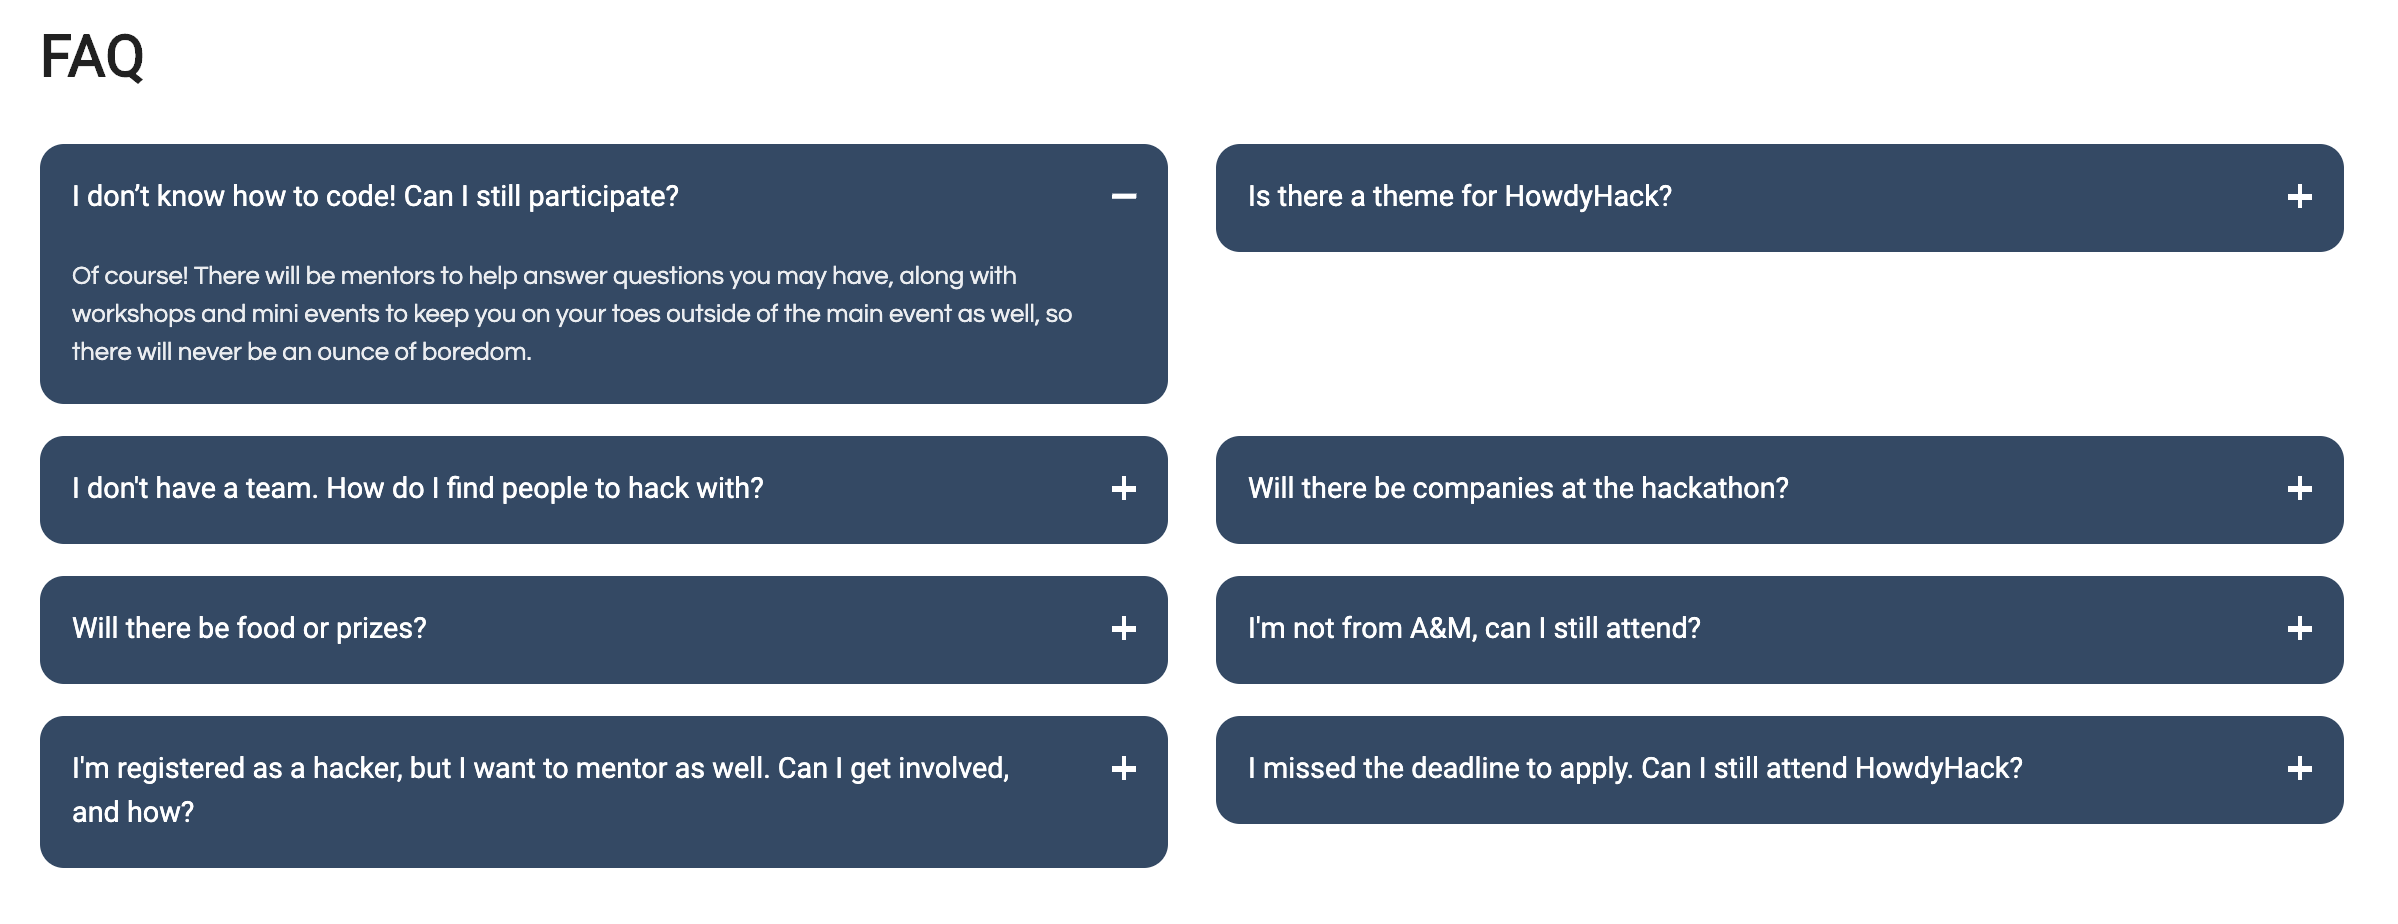 FAQ
I don’t know how to code! Can I still participate?
Of course! There will be mentors to help answer questions you may have, along with
workshops and mini events to keep you on your toes outside of the main event as well, so
there will never be an ounce of boredom.
Is there a theme for HowdyHack?
I don't have a team. How do I find people to hack with?
Will there be companies at the hackathon?
Will there be food or prizes?
I'm not from A&M, can I still attend?
I'm registered as a hacker, but I want to mentor as well. Can I get involved,
and how?
I missed the deadline to apply. Can I still attend HowdyHack?